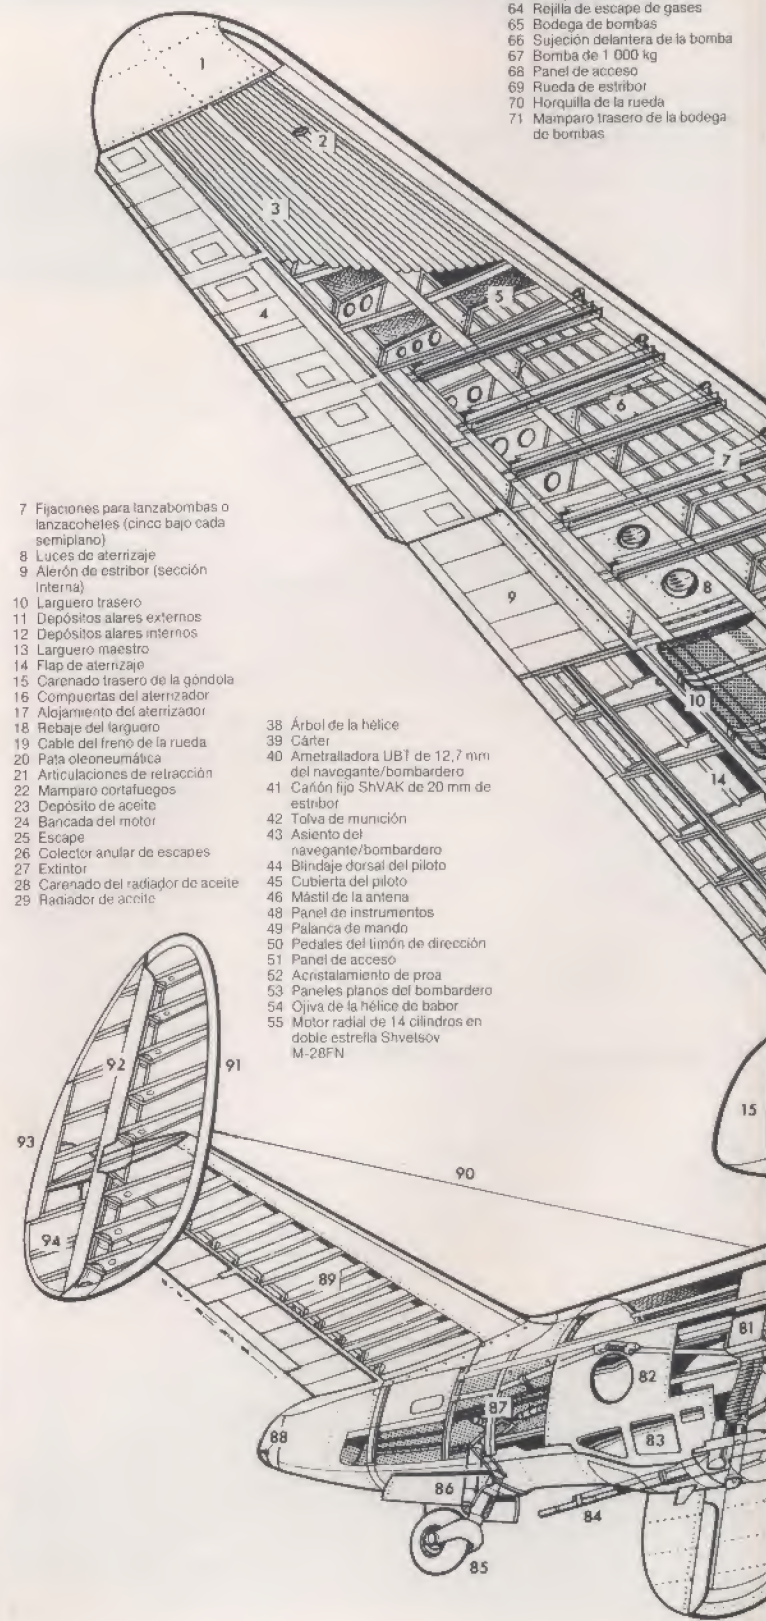 64 Rejilla de escape de gases
65 Bodega de bombas
66 Sujeción delantera de la bomba
67 Bomba de 1 000 kg
68 Panel de acceso
69 Rueda de estribor
70 Horquilla de la rueda
71 Mamparo trasero de la bodega
de bombas
1
2
3
4
5
6
7
8
9
10
14
7 Fijaciones para lanzabombas o
lanzacohetes (cinco bajo cada
semiplano)
8 Luces de aterrizaje
9 Alerón de estribor (sección
interna)
10 Larguero trasero
11 Depósitos alares externos
12 Depósitos alares internos
13 Larguero maestro
14 Flap de aterrizaje
15 Carenado trasero de la góndola
16 Compuertas del aterrizador
17 Alojamiento del aterrizador
18 Rebaje del larguero
19 Cable del freno de la rueda
20 Pata oleoneumática
21 Articulaciones de retracción
22 Mamparo cortafuegos
23 Depósito de aceite
24 Bancada del motor
25 Escape
26 Colector anular de escapes
27 Extintor
28 Carenado del radiador de aceite
29 Radiador de aceite
38 Árbol de la hélice
39 Cárter
40 Ametralladora UBT de 12,7 mm
del navegante/bombardero
41 Cañón fijo ShVAK de 20 mm de
estribor
42 Tolva de munición
43 Asiento del
navegante/bombardero
44 Blindaje dorsal del piloto
45 Cubierta del piloto
46 Mástil de la antena
48 Panel de instrumentos
49 Palanca de mando
50 Pedales del timón de dirección
51 Panel de acceso
52 Acristalamiento de proa
53 Paneles planos del bombardero
54 Ojiva de la hélice de babor
55 Motor radial de 14 cilindros en
doble estrella Shvetsov
M-28FN
92
91
93
15
90
94
89
81
82
87
83
88
86
84
85